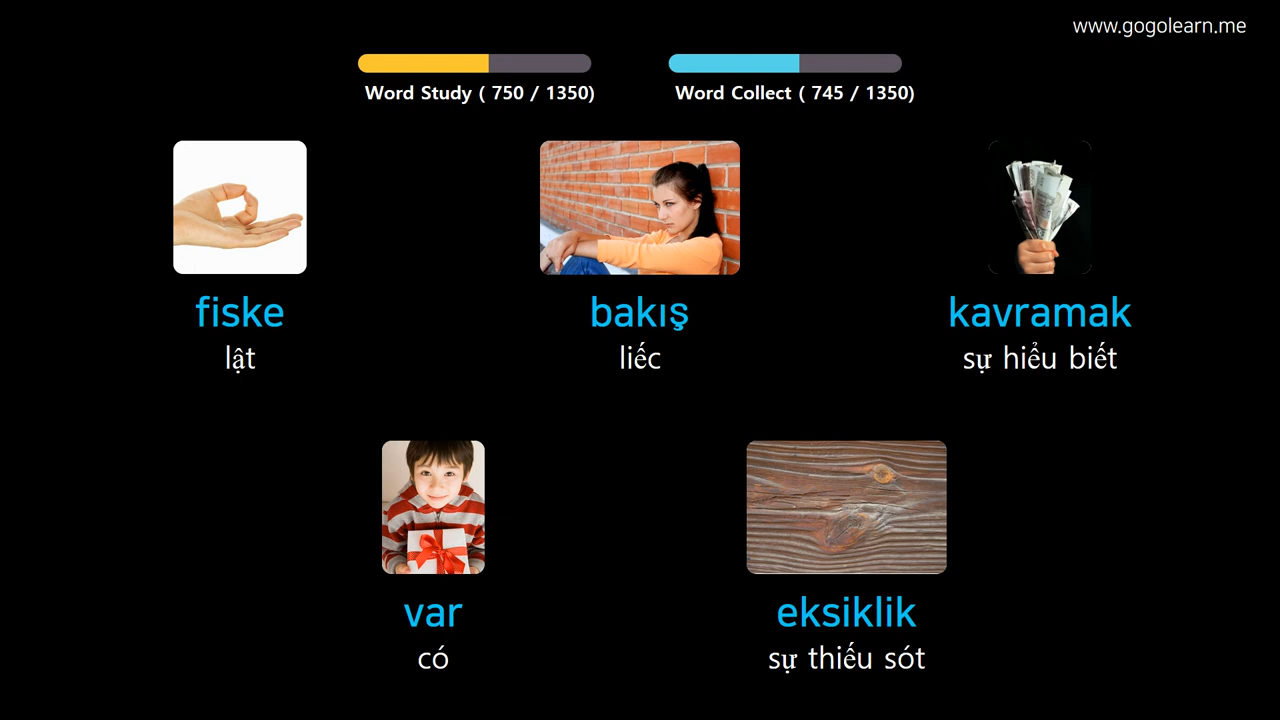 www.gogolearn.me
Word Study ( 750 / 1350)
Word Collect ( 745 / 1350)
fiske
lật
bakış
liếc
kavramak
sự hiểu biết
var
có
eksiklik
sự thiếu sót